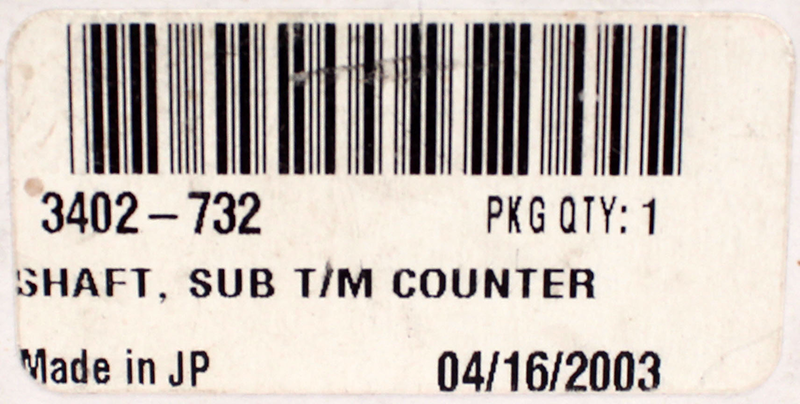 3402-732 PKG QTY: 1
SHAFT, SUB T/M COUNTER
Made in JP 04/16/2003